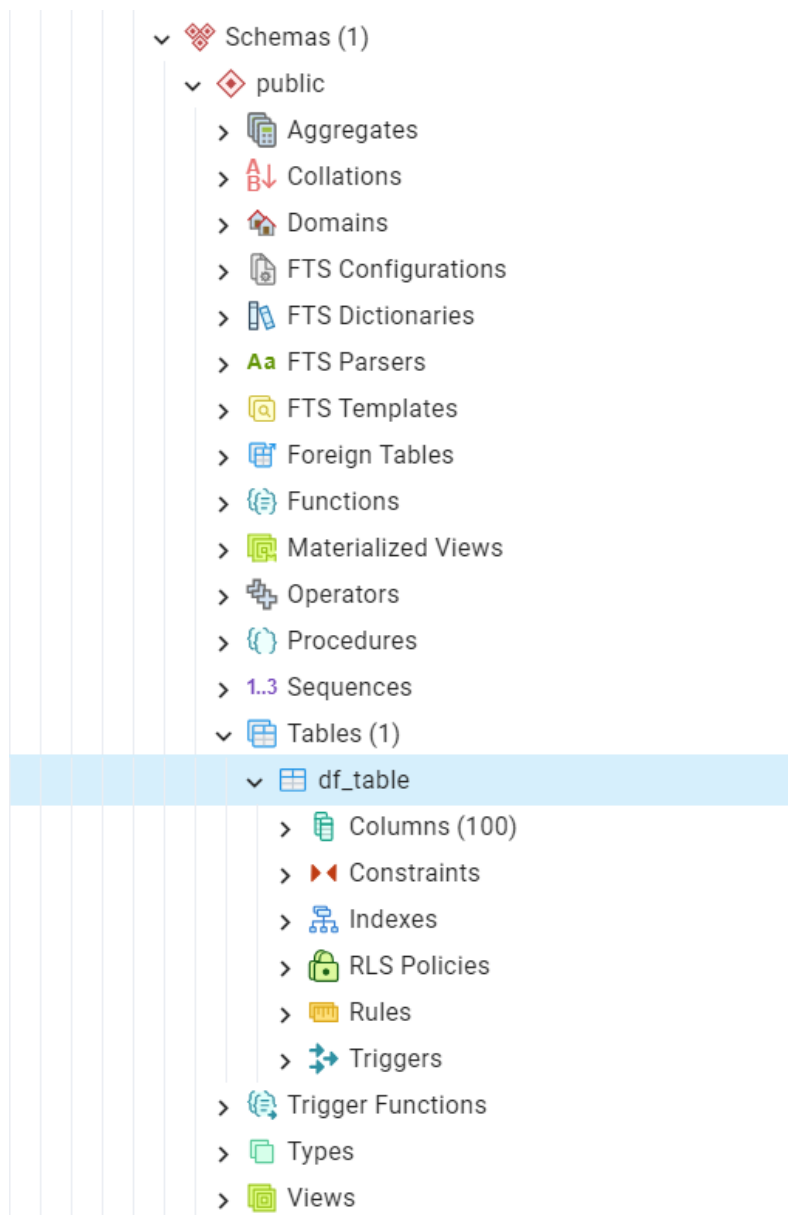 Schemas (1)
public
Aggregates
A
B
Collations
Domains
FTS Configurations
FTS Dictionaries
Aa FTS Parsers
FTS Templates
Foreign Tables
Functions
Materialized Views
Operators
Procedures
1..3 Sequences
Tables (1)
df_table
Columns (100)
Constraints
Indexes
RLS Policies
Rules
Triggers
Trigger Functions
Types
Views